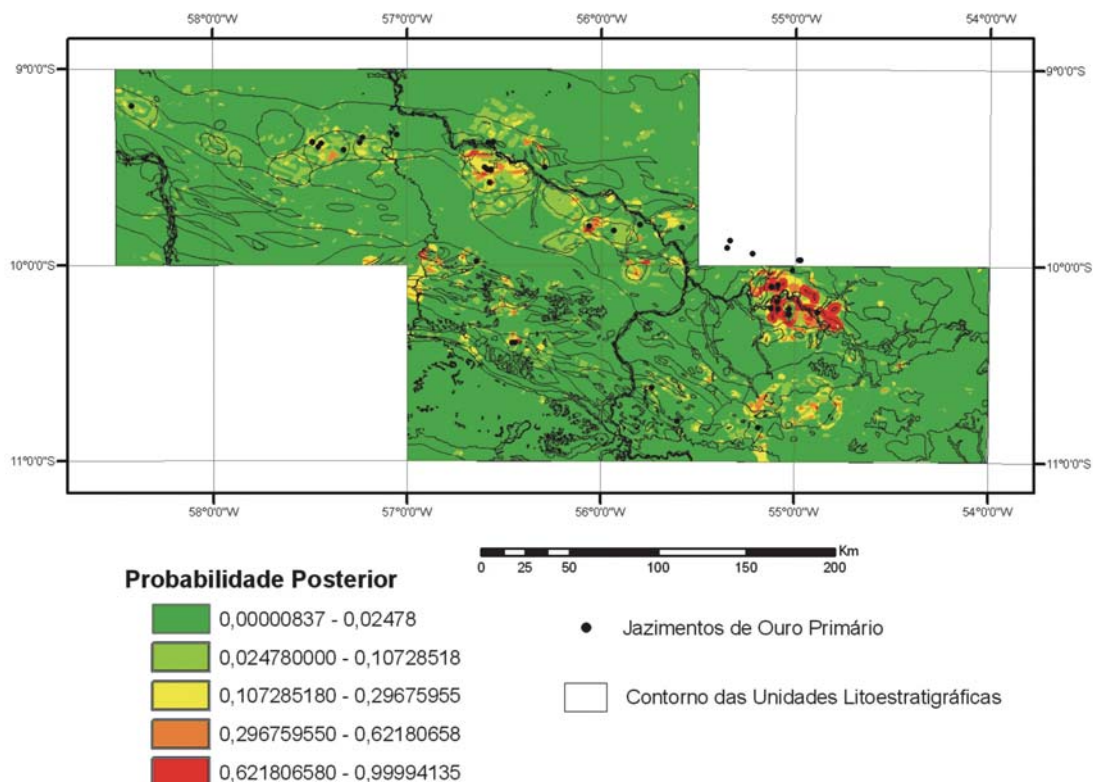 58°0'0"W 57°0'0"W 56°0'0"W 55°0'0"W 54°0'0"W
9°0'0"S 9°0'0"S
10°0'0"S 10°0'0"S
11°0'0"S 11°0'0"S
58°0'0"W 57°0'0"W 56°0'0"W 55°0'0"W 54°0'0"W
Km
0 25 50 100 150 200
Probabilidade Posterior
0,00000837 - 0,02478
0,024780000 - 0,10728518
0,107285180 - 0,29675955
0,296759550 - 0,62180658
0,621806580 - 0,99994135
Jazimentos de Ouro Primário
Contorno das Unidades Litoestratigráficas